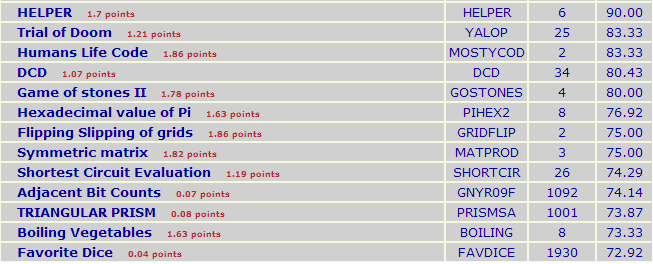 HELPER 1.7 points HELPER 6 90.00
Trial of Doom 1.21 points YALOP 25 83.33
Humans Life Code 1.86 points MOSTYCOD 2 83.33
DCD 1.07 points DCD 34 80.43
Game of stones II 1.78 points GOSTONES 4 80.00
Hexadecimal value of Pi 1.63 points PIHEX2 8 76.92
Flipping Slipping of grids 1.86 points GRIDFLIP 2 75.00
Symmetric matrix 1.82 points MATPROD 3 75.00
Shortest Circuit Evaluation 1.19 points SHORTCIR 26 74.29
Adjacent Bit Counts 0.07 points GNYR09F 1092 74.14
TRIANGULAR PRISM 0.08 points PRISMSA 1001 73.87
Boiling Vegetables 1.63 points BOILING 8 73.33
Favorite Dice 0.04 points FAVDICE 1930 72.92